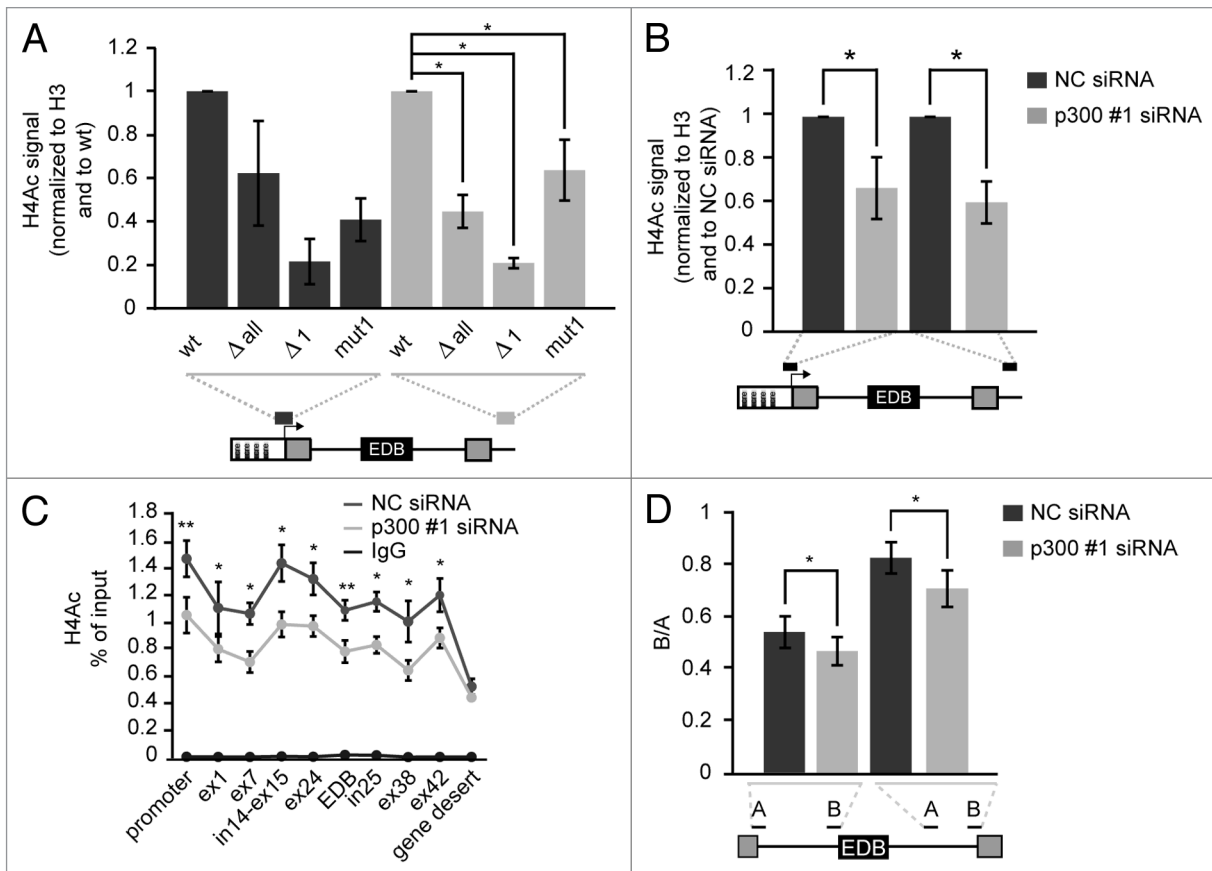 A
H4Ac signal
(normalized to H3
and to wt)
1.2
1
0.8
0.6
0.4
0.2
0
* * *
wt Δ all Δ 1 mut1 wt Δ all Δ 1 mut1
EDB
B
H4Ac signal
(normalized to H3
and to NC siRNA)
1.2
1
0.8
0.6
0.4
0.2
0
* *
NC siRNA
p300 #1 siRNA
EDB
C
H4Ac
% of input
1.8
1.6
1.4
1.2
1
0.8
0.6
0.4
0.2
0
NC siRNA
p300 #1 siRNA
IgG
** * * * * ** * * *
promoter ex1 ex7 in14-ex15 ex24 EDB in25 ex38 ex42 gene desert
D
B/A
1
0.8
0.6
0.4
0.2
0
* *
NC siRNA
p300 #1 siRNA
A B A B
EDB